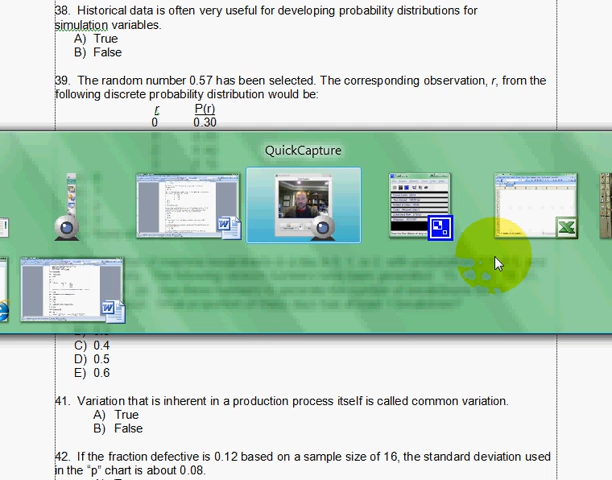 38. Historical data is often very useful for developing probability distributions for
simulation variables.
A) True
B) False
39. The random number 0.57 has been selected. The corresponding observation, r, from the
following discrete probability distribution would be:
r P(r)
0 0.30
QuickCapture
C) 0.4
D) 0.5
E) 0.6
41. Variation that is inherent in a production process itself is called common variation.
A) True
B) False
42. If the fraction defective is 0.12 based on a sample size of 16, the standard deviation used
in the “p” chart is about 0.08.